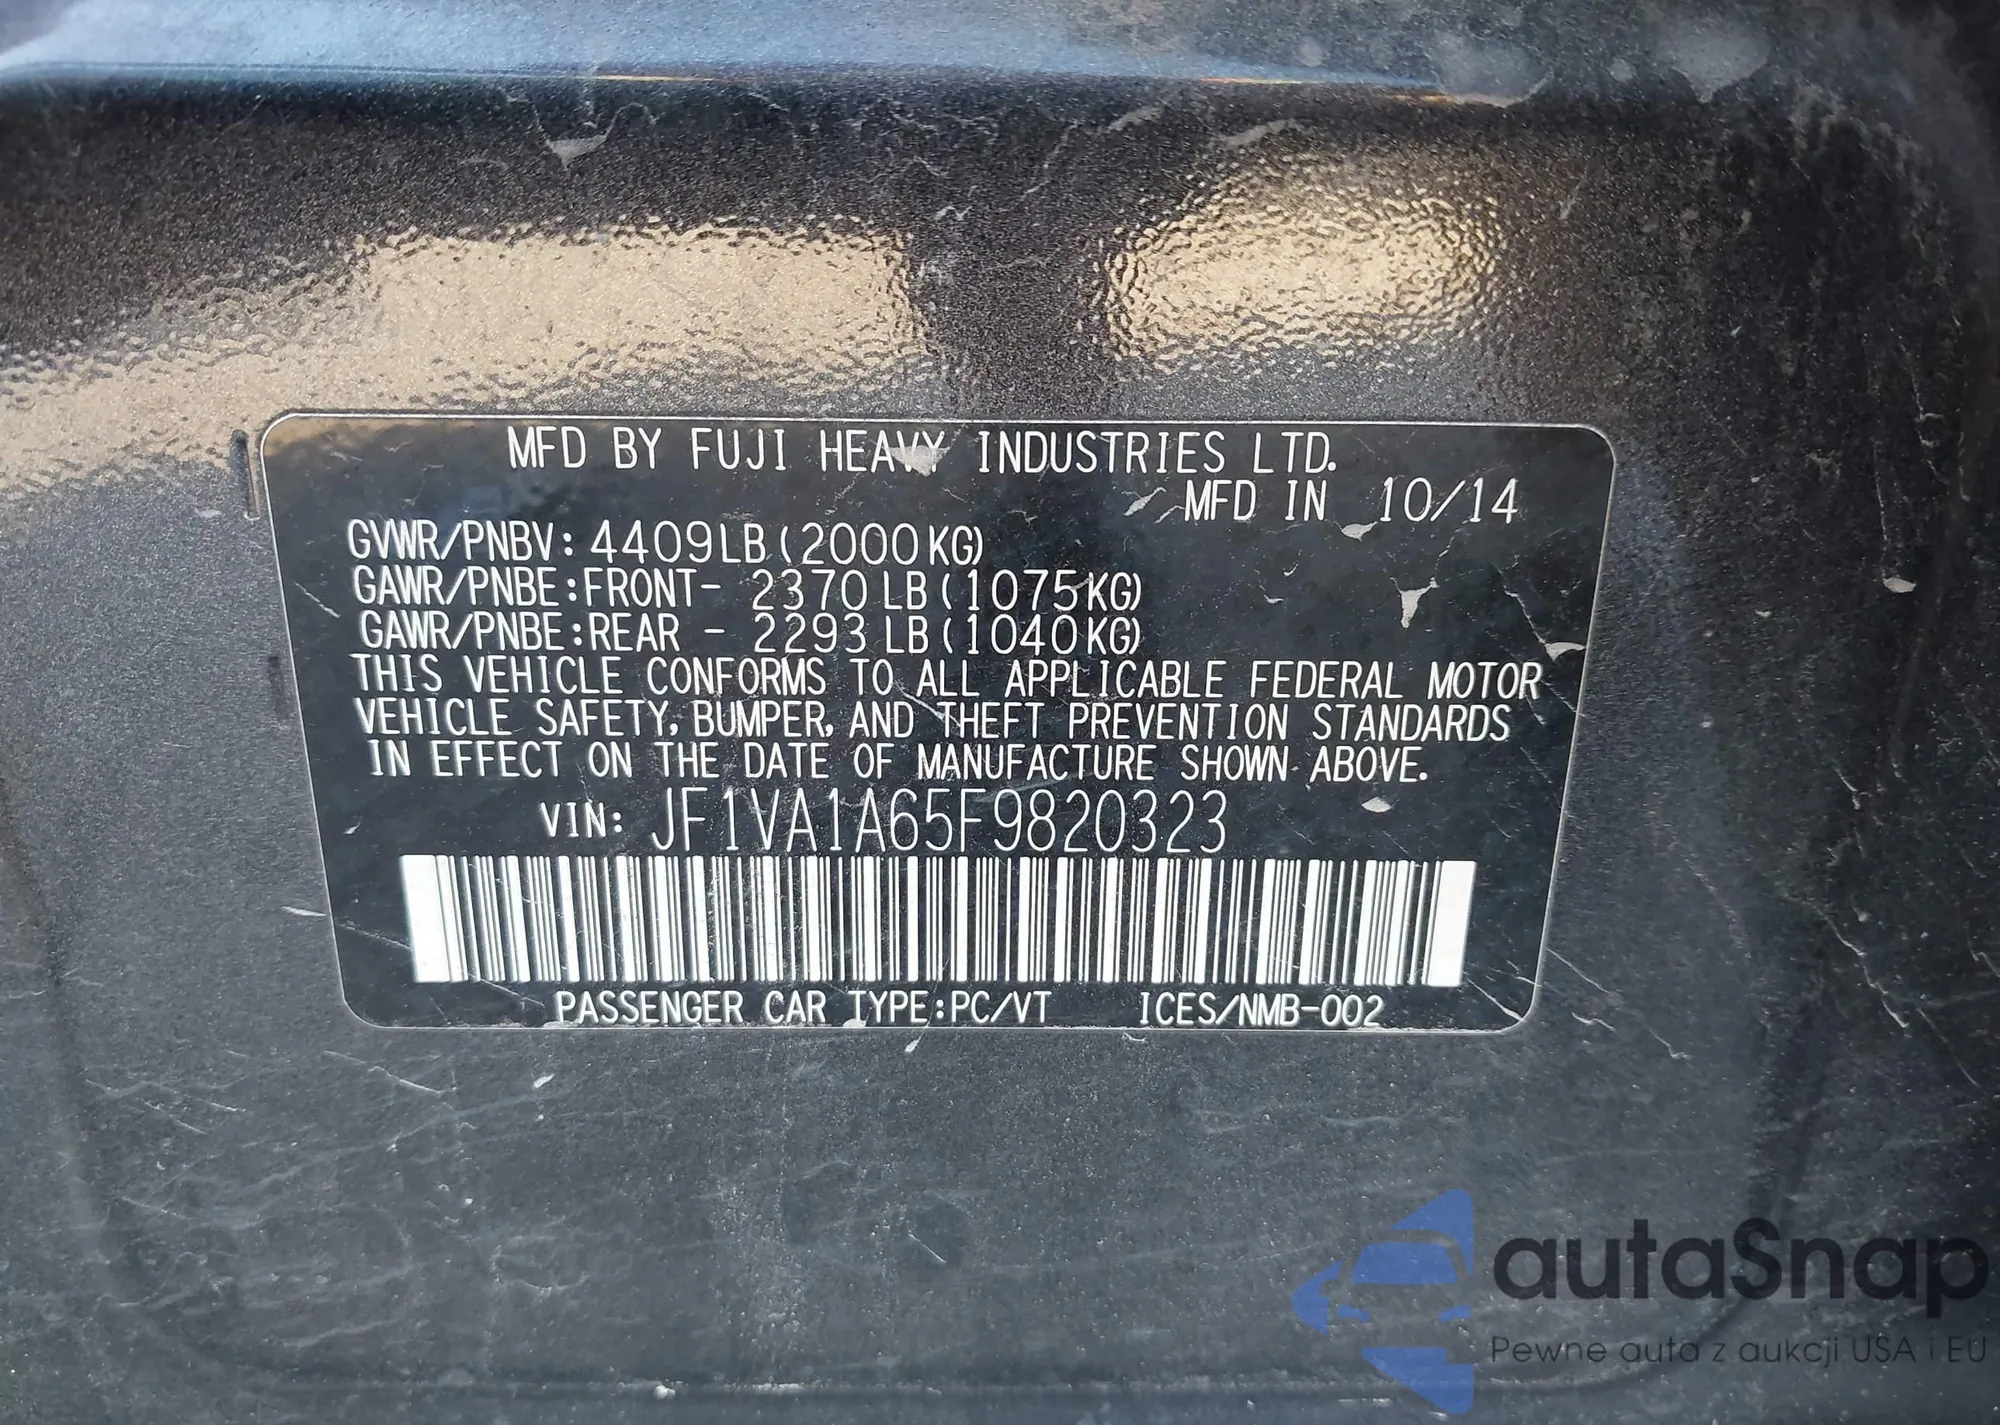 MFD BY FUJI HEAVY INDUSTRIES LTD.
MFD IN 10/14
GVWR/PNBV: 4409LB (2000KG)
GAWR/PNBE:FRONT- 2370LB (1075KG)
GAWR/PNBE:REAR - 2293LB (1040KG)
THIS VEHICLE CONFORMS TO ALL APPLICABLE FEDERAL MOTOR
VEHICLE SAFETY, BUMPER, AND THEFT PREVENTION STANDARDS
IN EFFECT ON THE DATE OF MANUFACTURE SHOWN ABOVE.
VIN: JF1VA1A65F9820323
PASSENGER CAR TYPE:PC/VT ICES/NMB-002
autaSnap
Pewne auta z aukcji USA i EU